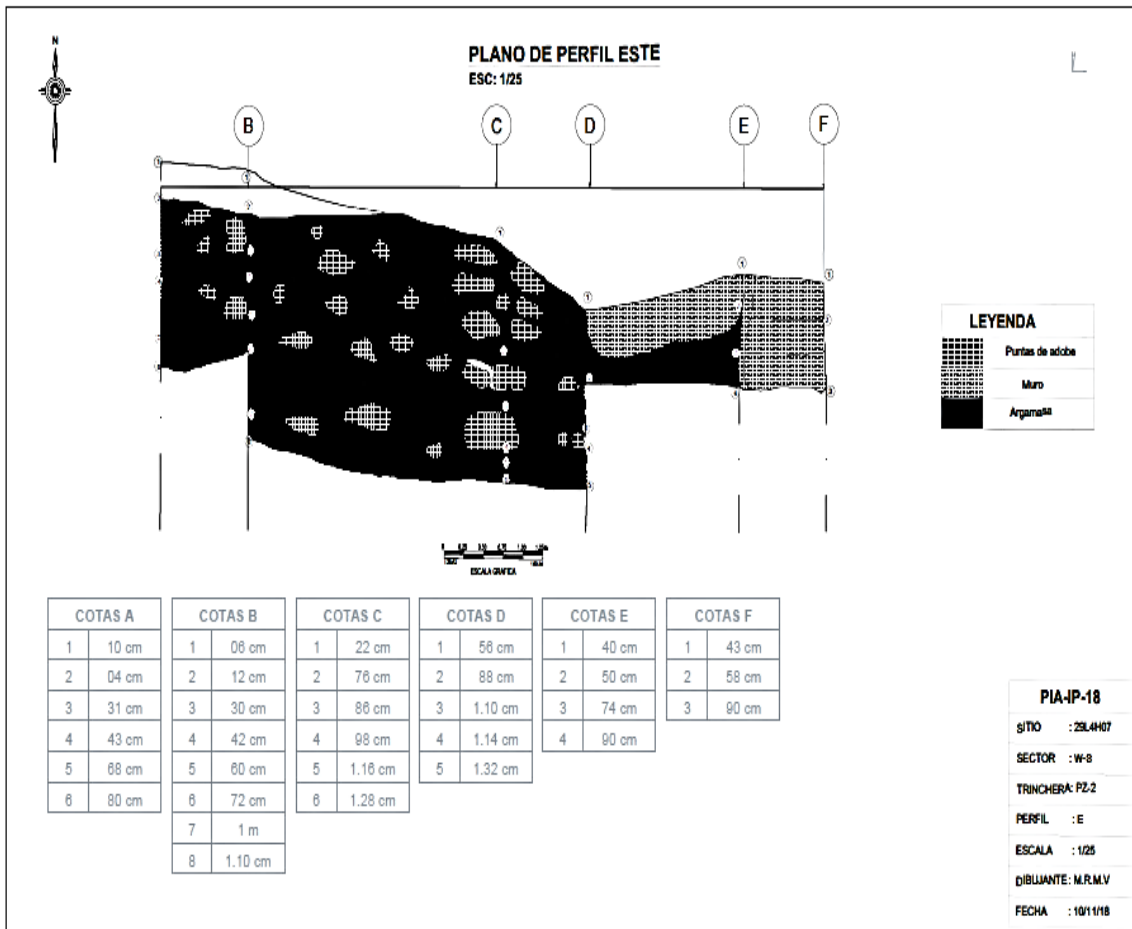 N
PLANO DE PERFIL ESTE
ESC: 1/25
B C D E F
LEYENDA
Puntas de adobe
Muro
Argamasa
ESCALA GRAFICA
COTAS A
1 10 cm
2 04 cm
3 31 cm
4 43 cm
5 68 cm
6 80 cm
COTAS B
1 06 cm
2 12 cm
3 30 cm
4 42 cm
5 60 cm
6 72 cm
7 1 m
8 1.10 cm
COTAS C
1 22 cm
2 76 cm
3 86 cm
4 98 cm
5 1.16 cm
6 1.28 cm
COTAS D
1 56 cm
2 88 cm
3 1.10 cm
4 1.14 cm
5 1.32 cm
COTAS E
1 40 cm
2 50 cm
3 74 cm
4 90 cm
COTAS F
1 43 cm
2 58 cm
3 90 cm
PIA-IP-18
SITIO : 29L4H07
SECTOR : W-8
TRINCHERA: PZ-2
PERFIL : E
ESCALA : 1/25
DIBUJANTE: M.R.M.V
FECHA : 10/11/18